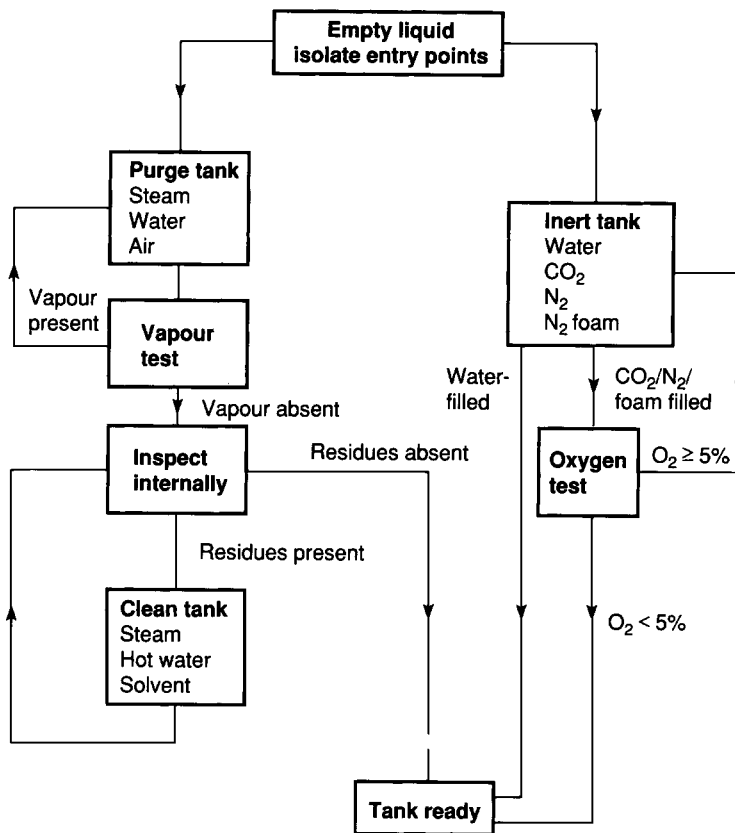 Empty liquid
isolate entry points
Purge tank
Steam
Water
Air
Inert tank
Water
CO₂
N₂
N₂ foam
Vapour
present
Vapour
test
Water-
filled
CO₂/N₂/
foam filled
Vapour absent
Inspect
internally
Residues absent
Oxygen
test
O₂ ≥ 5%
Residues present
Clean tank
Steam
Hot water
Solvent
O₂ < 5%
Tank ready